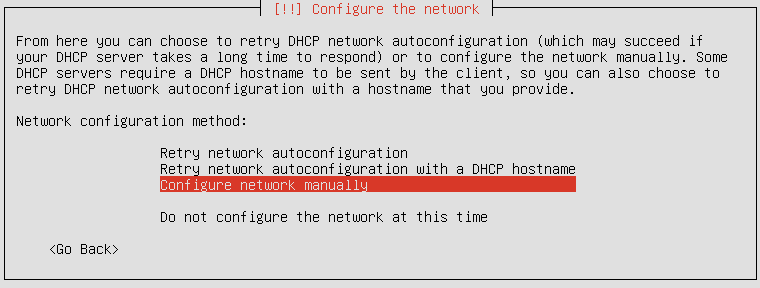 [!!] Configure the network
From here you can choose to retry DHCP network autoconfiguration (which may succeed if
your DHCP server takes a long time to respond) or to configure the network manually. Some
DHCP servers require a DHCP hostname to be sent by the client, so you can also choose to
retry DHCP network autoconfiguration with a hostname that you provide.
Network configuration method:
Retry network autoconfiguration
Retry network autoconfiguration with a DHCP hostname
Configure network manually
Do not configure the network at this time
<Go Back>